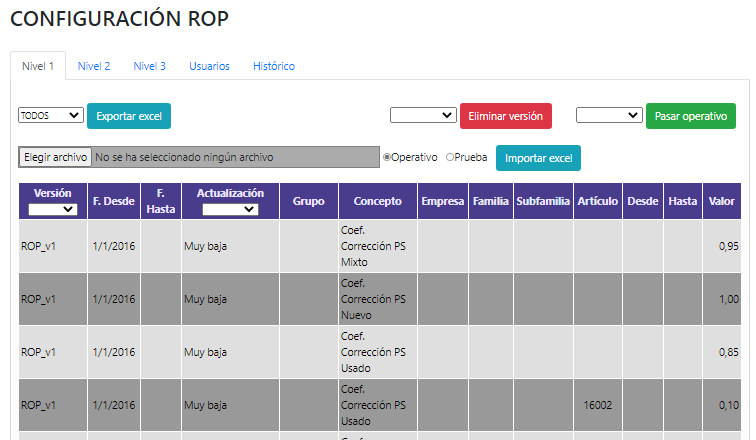 CONFIGURACIÓN ROP
Nivel 1 Nivel 2 Nivel 3 Usuarios Histórico
TODOS Exportar excel Eliminar versión Pasar operativo
Elegir archivo No se ha seleccionado ningún archivo Operativo Prueba Importar excel
Versión F. Desde F. Hasta Actualización Grupo Concepto Empresa Familia Subfamilia Artículo Desde Hasta Valor
ROP_v1 1/1/2016 Muy baja Coef. Corrección PS Mixto 0,95
ROP_v1 1/1/2016 Muy baja Coef. Corrección PS Nuevo 1,00
ROP_v1 1/1/2016 Muy baja Coef. Corrección PS Usado 0,85
ROP_v1 1/1/2016 Muy baja Coef. Corrección PS Usado 16002 0,10